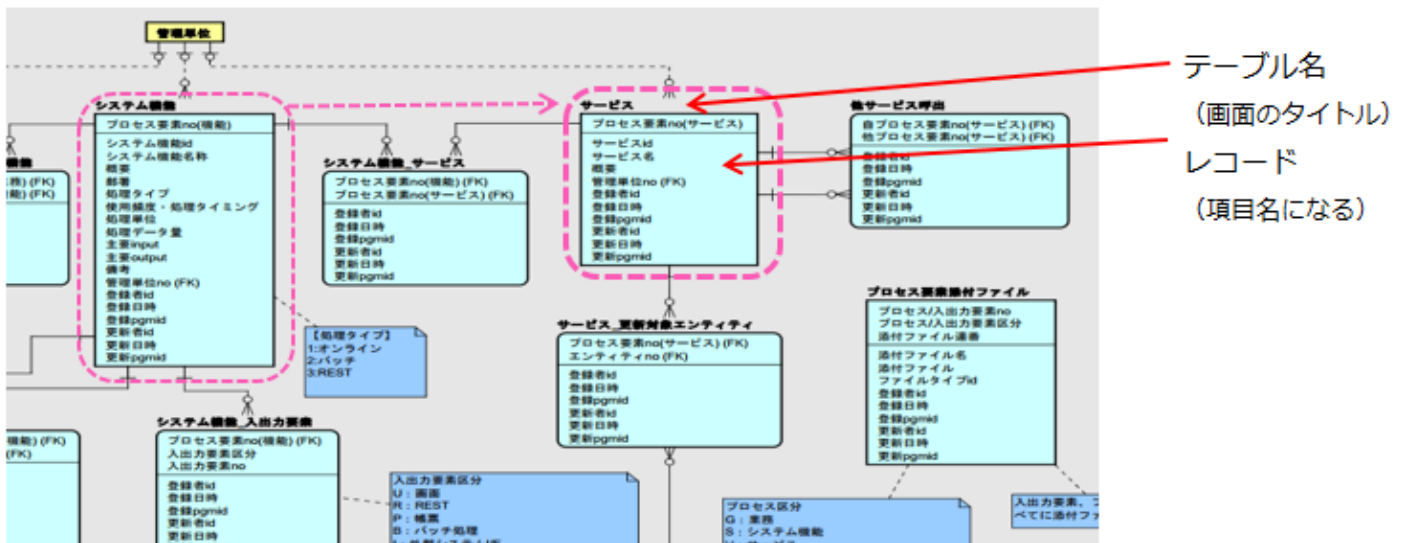 管理単位
システム機能
プロセス要素no(機能)
システム機能id
システム機能名称
概要
部署
処理タイプ
使用頻度・処理タイミング
処理単位
処理データ量
主要input
主要output
備考
管理単位no (FK)
登録者id
登録日時
登録pgmid
更新者id
更新日時
更新pgmid
機能
務) (FK)
能) (FK)
システム機能_サービス
プロセス要素no(機能) (FK)
プロセス要素no(サービス) (FK)
登録者id
登録日時
登録pgmid
更新者id
更新日時
更新pgmid
【処理タイプ】
1:オンライン
2:バッチ
3:REST
サービス
プロセス要素no(サービス)
サービスid
サービス名
概要
管理単位no (FK)
登録者id
登録日時
登録pgmid
更新者id
更新日時
更新pgmid
他サービス呼出
自プロセス要素no(サービス) (FK)
他プロセス要素no(サービス) (FK)
登録者id
登録日時
登録pgmid
更新者id
更新日時
更新pgmid
テーブル名
(画面のタイトル)
レコード
(項目名になる)
サービス_更新対象エンティティ
プロセス要素no(サービス) (FK)
エンティティno (FK)
登録者id
登録日時
登録pgmid
更新者id
更新日時
更新pgmid
プロセス要素添付ファイル
プロセス/入出力要素no
プロセス/入出力要素区分
添付ファイル連番
添付ファイル名
添付ファイル
ファイルタイプid
登録者id
登録日時
登録pgmid
更新者id
更新日時
更新pgmid
機能) (FK)
(FK)
システム機能_入出力要素
プロセス要素no(機能) (FK)
入出力要素区分
入出力要素no
登録者id
登録日時
登録pgmid
更新者id
更新日時
入出力要素区分
U:画面
R:REST
P:帳票
B:バッチ処理
プロセス区分
G:業務
S:システム機能
入出力要素、
べてに添付ファ